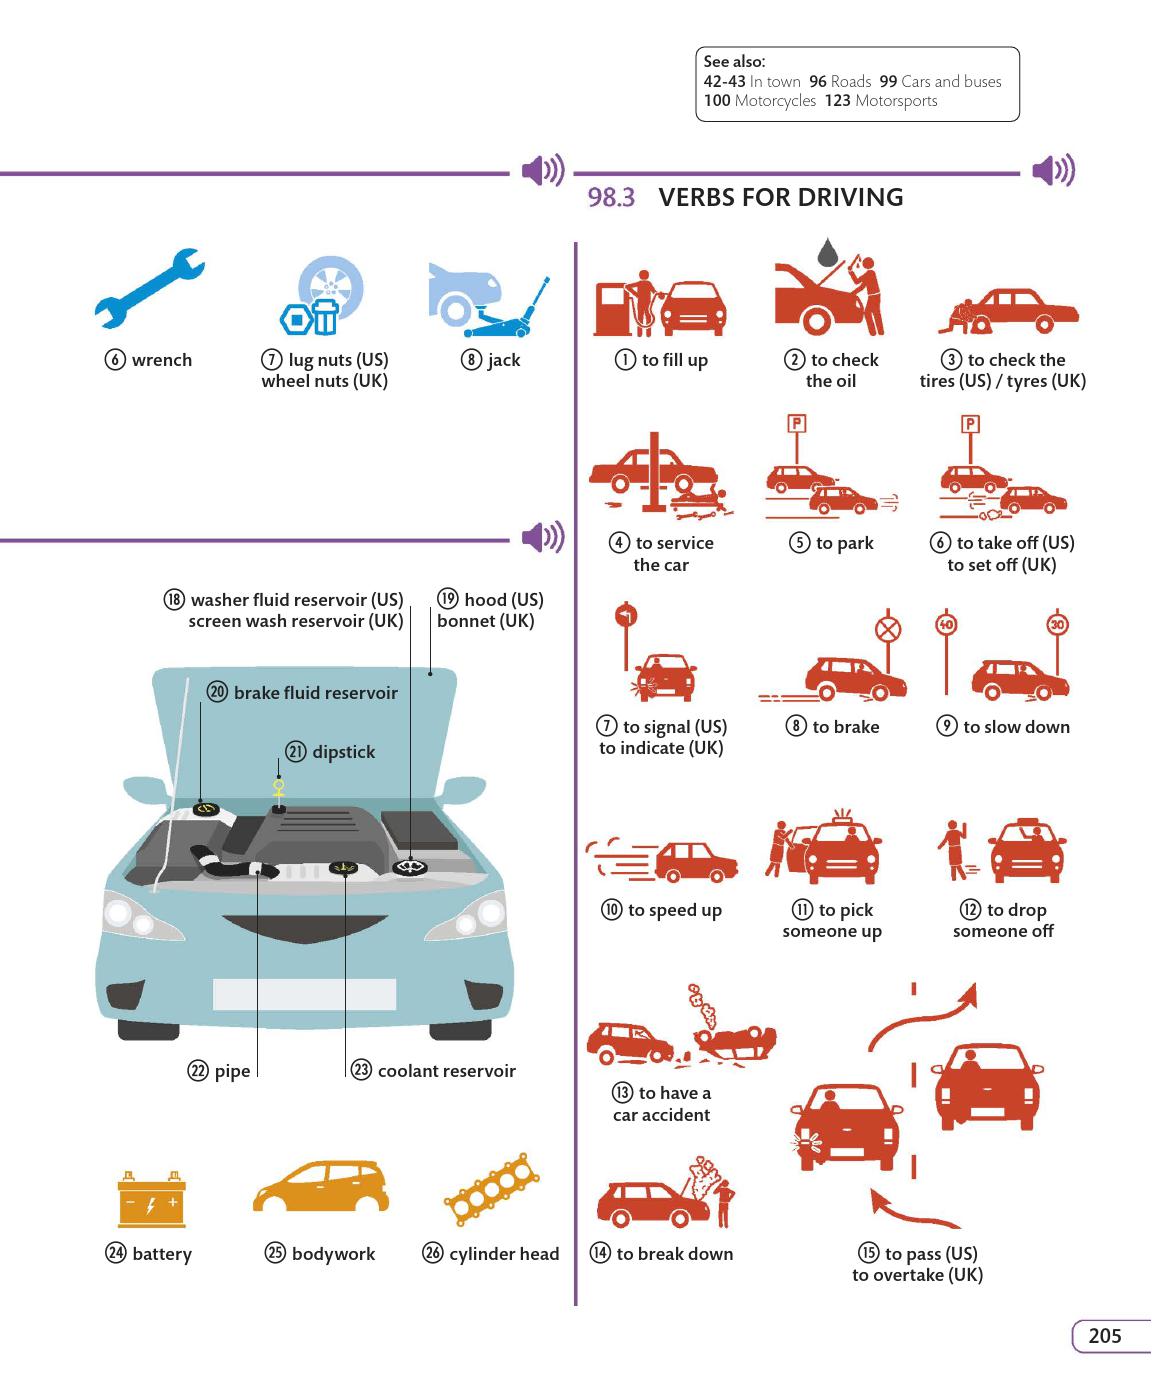 See also:
42-43 In town 96 Roads 99 Cars and buses
100 Motorcycles 123 Motorsports
⑥ wrench
⑦ lug nuts (US)
wheel nuts (UK)
⑧ jack
⑱ washer fluid reservoir (US)
screen wash reservoir (UK)
⑲ hood (US)
bonnet (UK)
⑳ brake fluid reservoir
㉑ dipstick
㉒ pipe
㉓ coolant reservoir
㉔ battery
㉕ bodywork
㉖ cylinder head
98.3 VERBS FOR DRIVING
① to fill up
② to check
the oil
③ to check the
tires (US) / tyres (UK)
P
P
④ to service
the car
⑤ to park
⑥ to take off (US)
to set off (UK)
40
30
⑦ to signal (US)
to indicate (UK)
⑧ to brake
⑨ to slow down
⑩ to speed up
⑪ to pick
someone up
⑫ to drop
someone off
⑬ to have a
car accident
⑭ to break down
⑮ to pass (US)
to overtake (UK)
205